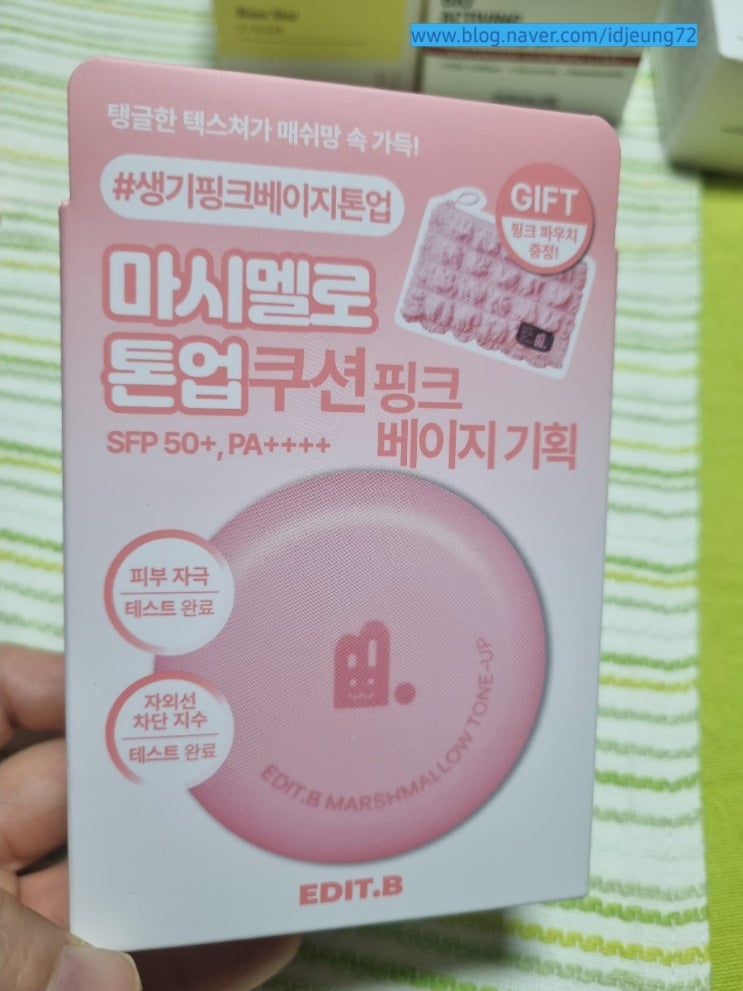 www.blog.naver.com/idjeung72
탱글한 텍스쳐가 매쉬망 속 가득!
#생기핑크베이지톤업
GIFT
핑크 파우치
증정!
마시멜로
톤업쿠션 핑크
베이지 기획
SFP 50+, PA++++
피부 자극
테스트 완료
자외선
차단 지수
테스트 완료
EDIT.B MARSHMALLOW TONE-UP
EDIT.B